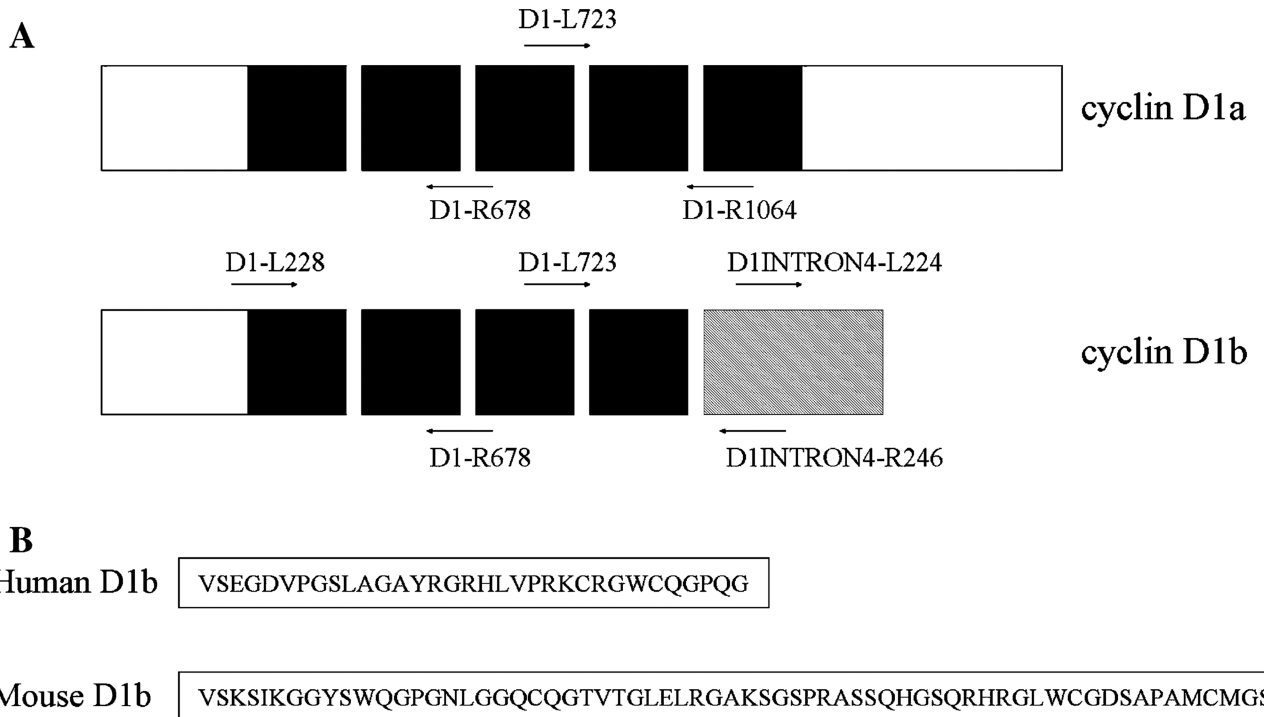 A
D1-L723
cyclin D1a
D1-R678
D1-R1064
D1-L228
D1-L723
D1INTRON4-L224
cyclin D1b
D1-R678
D1INTRON4-R246
B
Human D1b
VSEGDVPGSLAGAYRGRHLVPRKCRGWCQGPQG
Mouse D1b
VSKSIKGGYSWQGPGNLGGQCQGTVTGLELRGAKSGSPRASSQHGSQRHRGLWCGDSAPAMCMGS